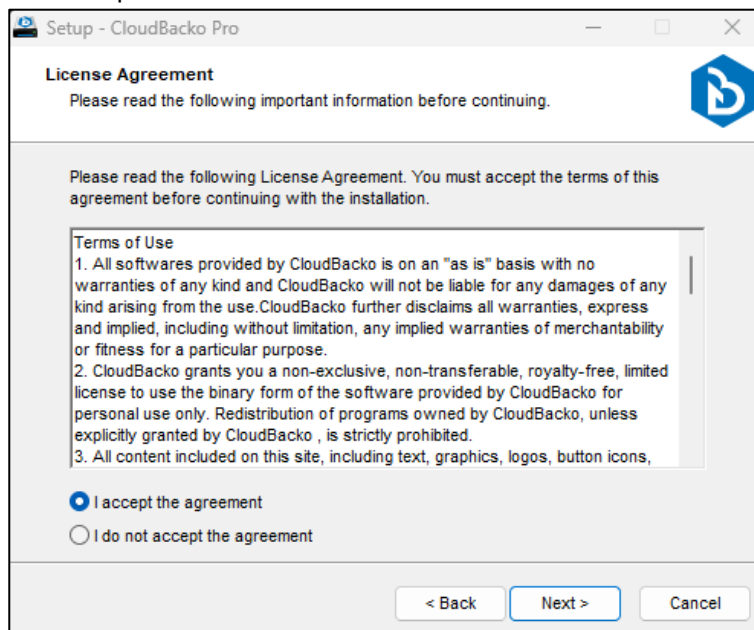 Setup - CloudBacko Pro
License Agreement
Please read the following important information before continuing.
Please read the following License Agreement. You must accept the terms of this
agreement before continuing with the installation.
Terms of Use
1. All softwares provided by CloudBacko is on an "as is" basis with no
warranties of any kind and CloudBacko will not be liable for any damages of any
kind arising from the use.CloudBacko further disclaims all warranties, express
and implied, including without limitation, any implied warranties of merchantability
or fitness for a particular purpose.
2. CloudBacko grants you a non-exclusive, non-transferable, royalty-free, limited
license to use the binary form of the software provided by CloudBacko for
personal use only. Redistribution of programs owned by CloudBacko, unless
explicitly granted by CloudBacko , is strictly prohibited.
3. All content included on this site, including text, graphics, logos, button icons,
I accept the agreement
I do not accept the agreement
< Back Next > Cancel